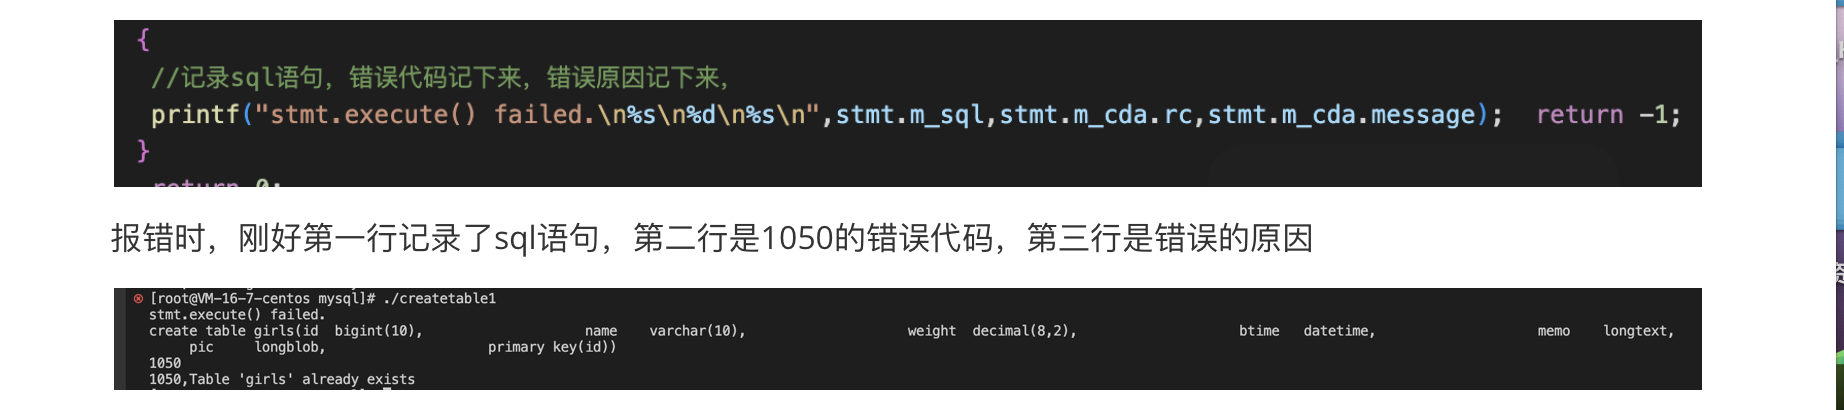 {
//记录sql语句，错误代码记下来，错误原因记下来，
printf("stmt.execute() failed.\n%s\n%d\n%s\n",stmt.m_sql,stmt.m_cda.rc,stmt.m_cda.message);  return -1;
}
return 0;
报错时，刚好第一行记录了sql语句，第二行是1050的错误代码，第三行是错误的原因
[root@VM-16-7-centos mysql]# ./createtable1
stmt.execute() failed.
create table girls(id  bigint(10),                    name    varchar(10),                    weight  decimal(8,2),                    btime   datetime,                    memo    longtext,
pic     longblob,                    primary key(id))
1050
1050,Table 'girls' already exists